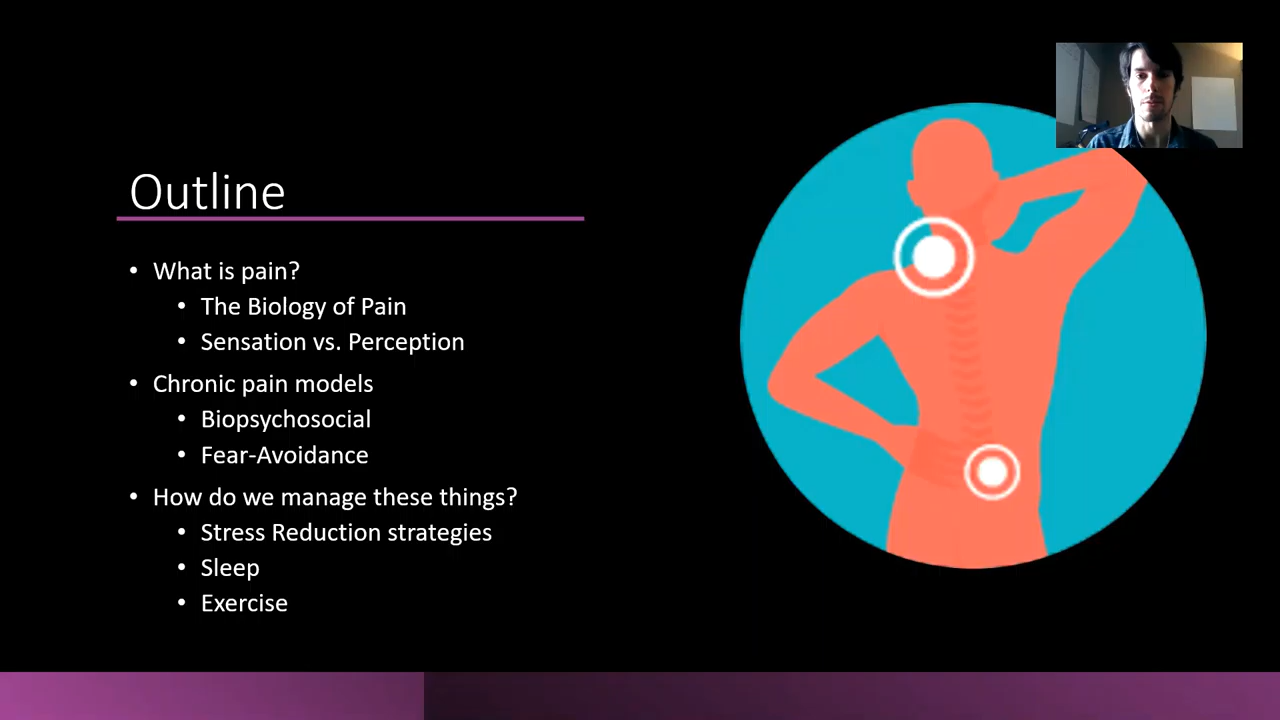 Outline
• What is pain?
• The Biology of Pain
• Sensation vs. Perception
• Chronic pain models
• Biopsychosocial
• Fear-Avoidance
• How do we manage these things?
• Stress Reduction strategies
• Sleep
• Exercise